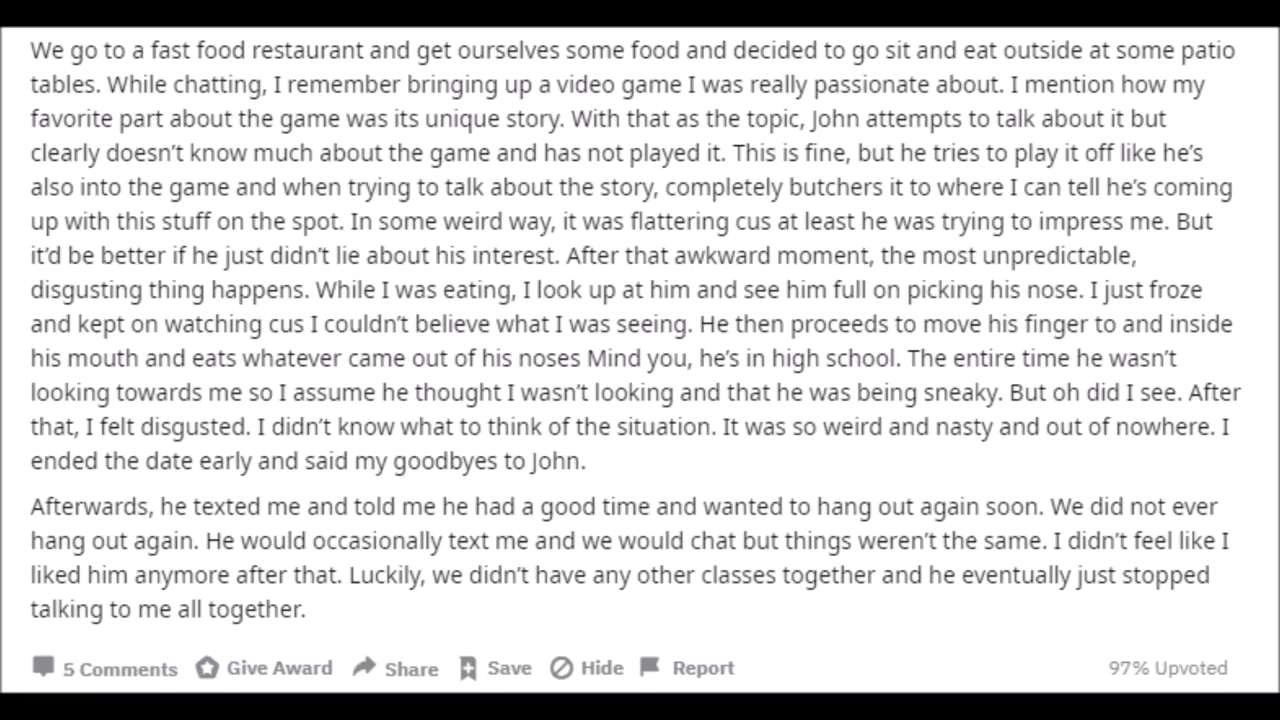 We go to a fast food restaurant and get ourselves some food and decided to go sit and eat outside at some patio
tables. While chatting, I remember bringing up a video game I was really passionate about. I mention how my
favorite part about the game was its unique story. With that as the topic, John attempts to talk about it but
clearly doesn’t know much about the game and has not played it. This is fine, but he tries to play it off like he’s
also into the game and when trying to talk about the story, completely butchers it to where I can tell he’s coming
up with this stuff on the spot. In some weird way, it was flattering cus at least he was trying to impress me. But
it’d be better if he just didn’t lie about his interest. After that awkward moment, the most unpredictable,
disgusting thing happens. While I was eating, I look up at him and see him full on picking his nose. I just froze
and kept on watching cus I couldn’t believe what I was seeing. He then proceeds to move his finger to and inside
his mouth and eats whatever came out of his noses Mind you, he’s in high school. The entire time he wasn’t
looking towards me so I assume he thought I wasn’t looking and that he was being sneaky. But oh did I see. After
that, I felt disgusted. I didn’t know what to think of the situation. It was so weird and nasty and out of nowhere. I
ended the date early and said my goodbyes to John.
Afterwards, he texted me and told me he had a good time and wanted to hang out again soon. We did not ever
hang out again. He would occasionally text me and we would chat but things weren’t the same. I didn’t feel like I
liked him anymore after that. Luckily, we didn’t have any other classes together and he eventually just stopped
talking to me all together.
5 Comments Give Award Share Save Hide Report 97% Upvoted